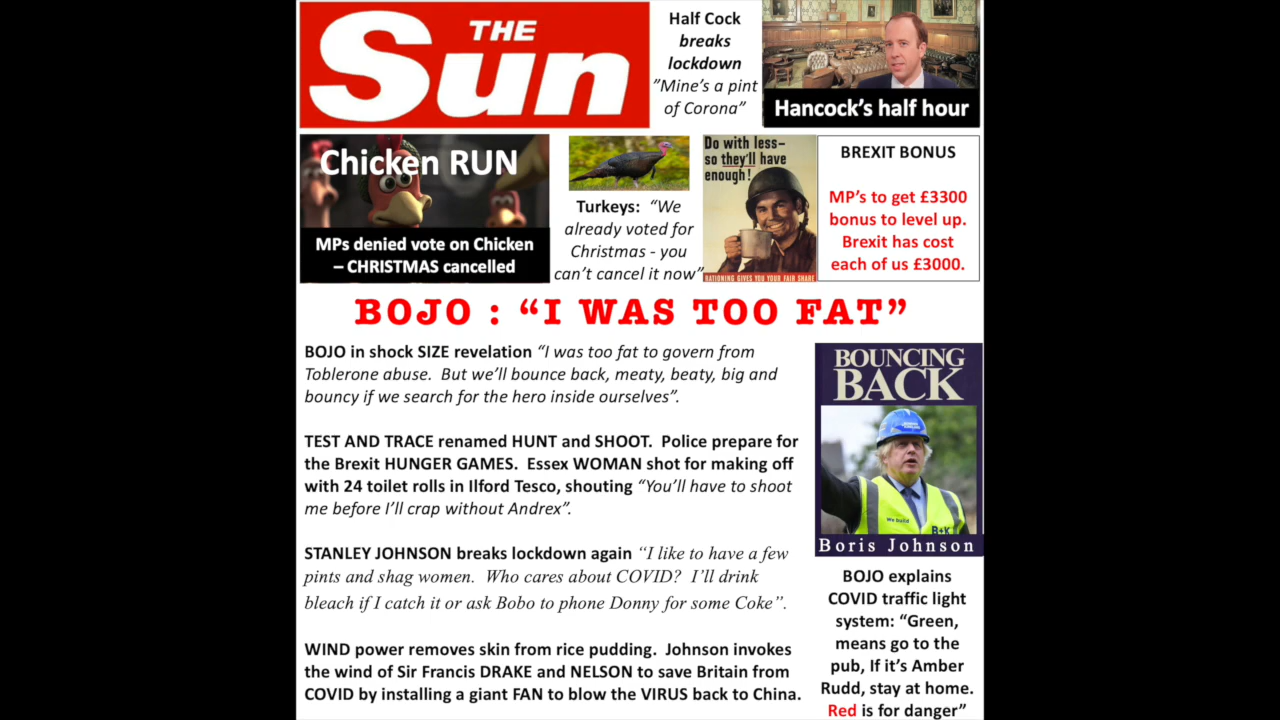 THE
Sun
Half Cock
breaks
lockdown
"Mine's a pint
of Corona"
Hancock's half hour
Chicken RUN
MPs denied vote on Chicken
– CHRISTMAS cancelled
Turkeys: "We
already voted for
Christmas - you
can't cancel it now"
Do with less–
so they'll have
enough!
RATIONING GIVES YOU YOUR FAIR SHARE
BREXIT BONUS
MP's to get £3300
bonus to level up.
Brexit has cost
each of us £3000.
BOJO : "I WAS TOO FAT"
BOJO in shock SIZE revelation "I was too fat to govern from
Toblerone abuse. But we'll bounce back, meaty, beaty, big and
bouncy if we search for the hero inside ourselves".
TEST AND TRACE renamed HUNT and SHOOT. Police prepare for
the Brexit HUNGER GAMES. Essex WOMAN shot for making off
with 24 toilet rolls in Ilford Tesco, shouting "You'll have to shoot
me before I'll crap without Andrex".
STANLEY JOHNSON breaks lockdown again "I like to have a few
pints and shag women. Who cares about COVID? I'll drink
bleach if I catch it or ask Bobo to phone Donny for some Coke".
WIND power removes skin from rice pudding. Johnson invokes
the wind of Sir Francis DRAKE and NELSON to save Britain from
COVID by installing a giant FAN to blow the VIRUS back to China.
BOUNCING
BACK
We build
B+K
Boris Johnson
BOJO explains
COVID traffic light
system: "Green,
means go to the
pub, If it's Amber
Rudd, stay at home.
Red is for danger"